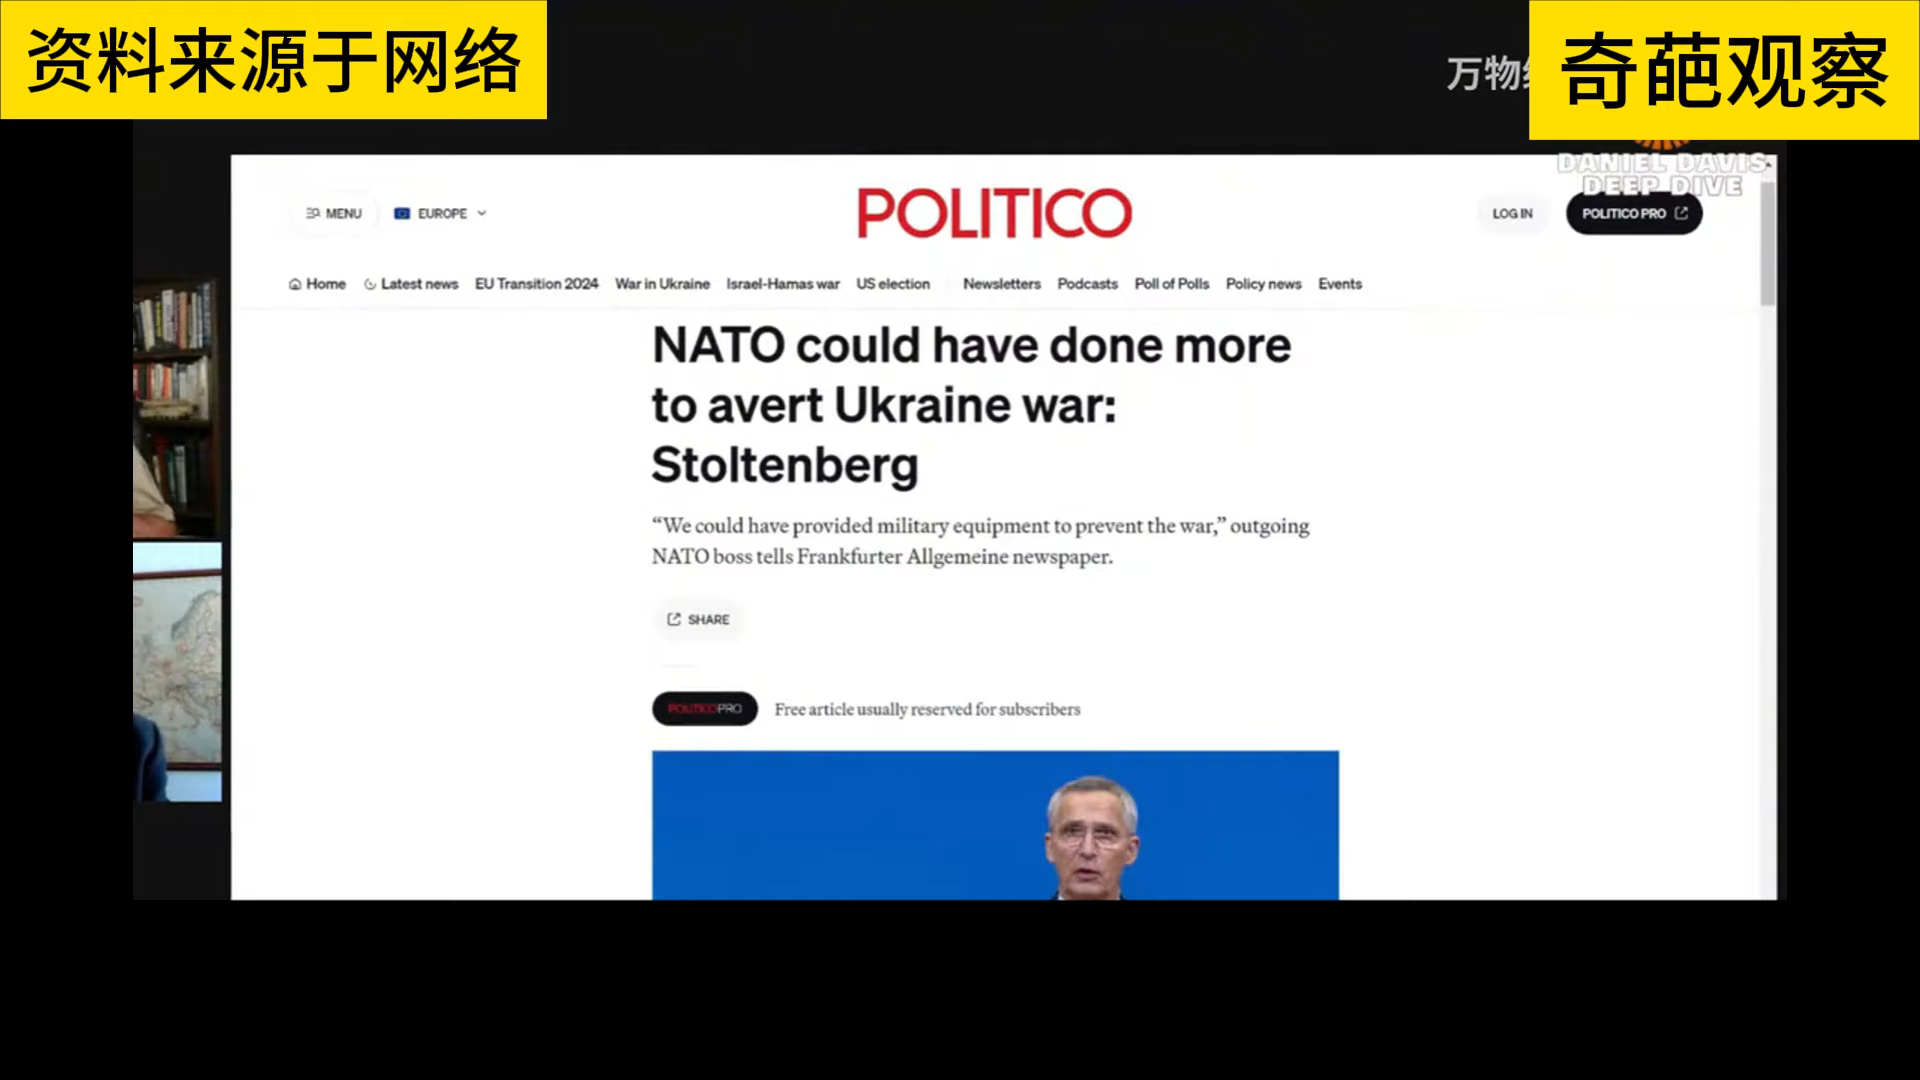 资料来源于网络
万物
奇葩观察
DANIEL DAVIS
DEEP DIVE
MENU
EUROPE
POLITICO
LOG IN
POLITICO PRO
Home Latest news EU Transition 2024 War in Ukraine Israel-Hamas war US election Newsletters Podcasts Poll of Polls Policy news Events
NATO could have done more
to avert Ukraine war:
Stoltenberg
“We could have provided military equipment to prevent the war,” outgoing
NATO boss tells Frankfurter Allgemeine newspaper.
SHARE
POLITICOPRO Free article usually reserved for subscribers